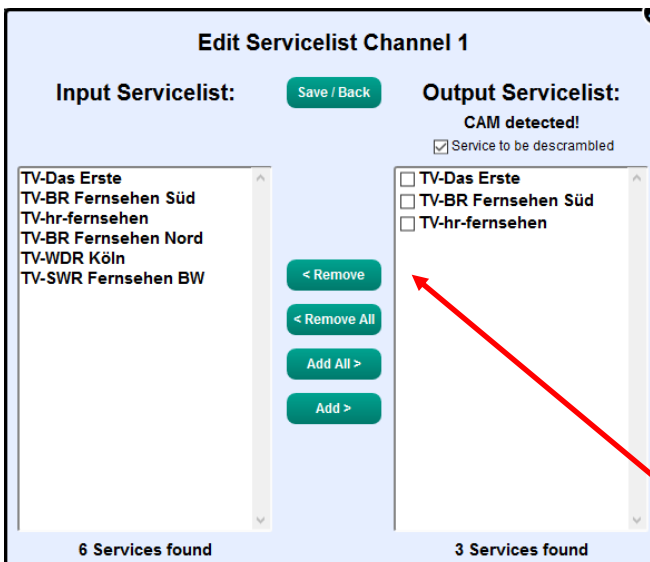 Edit Servicelist Channel 1
Input Servicelist:
Save / Back
Output Servicelist:
CAM detected!
Service to be descrambled
TV-Das Erste
TV-BR Fernsehen Süd
TV-hr-fernsehen
TV-BR Fernsehen Nord
TV-WDR Köln
TV-SWR Fernsehen BW
< Remove
< Remove All
Add All >
Add >
TV-Das Erste
TV-BR Fernsehen Süd
TV-hr-fernsehen
6 Services found
3 Services found